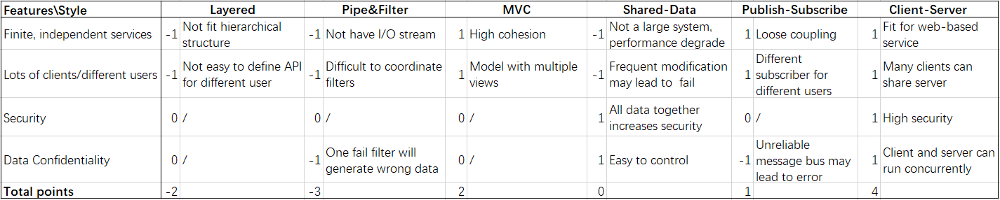 Features\Style Layered Pipe&Filter MVC Shared-Data Publish-Subscribe Client-Server
Finite, independent services -1 Not fit hierarchical structure -1 Not have I/O stream 1 High cohesion -1 Not a large system, performance degrade 1 Loose coupling 1 Fit for web-based service
Lots of clients/different users -1 Not easy to define API for different user -1 Difficult to coordinate filters 1 Model with multiple views -1 Frequent modification may lead to fail 1 Different subscriber for different users 1 Many clients can share server
Security 0 / 0 / 0 / 1 All data together increases security 0 / 1 High security
Data Confidentiality 0 / -1 One fail filter will generate wrong data 0 / 1 Easy to control -1 Unreliable message bus may lead to error 1 Client and server can run concurrently
Total points -2 -3 2 0 1 4